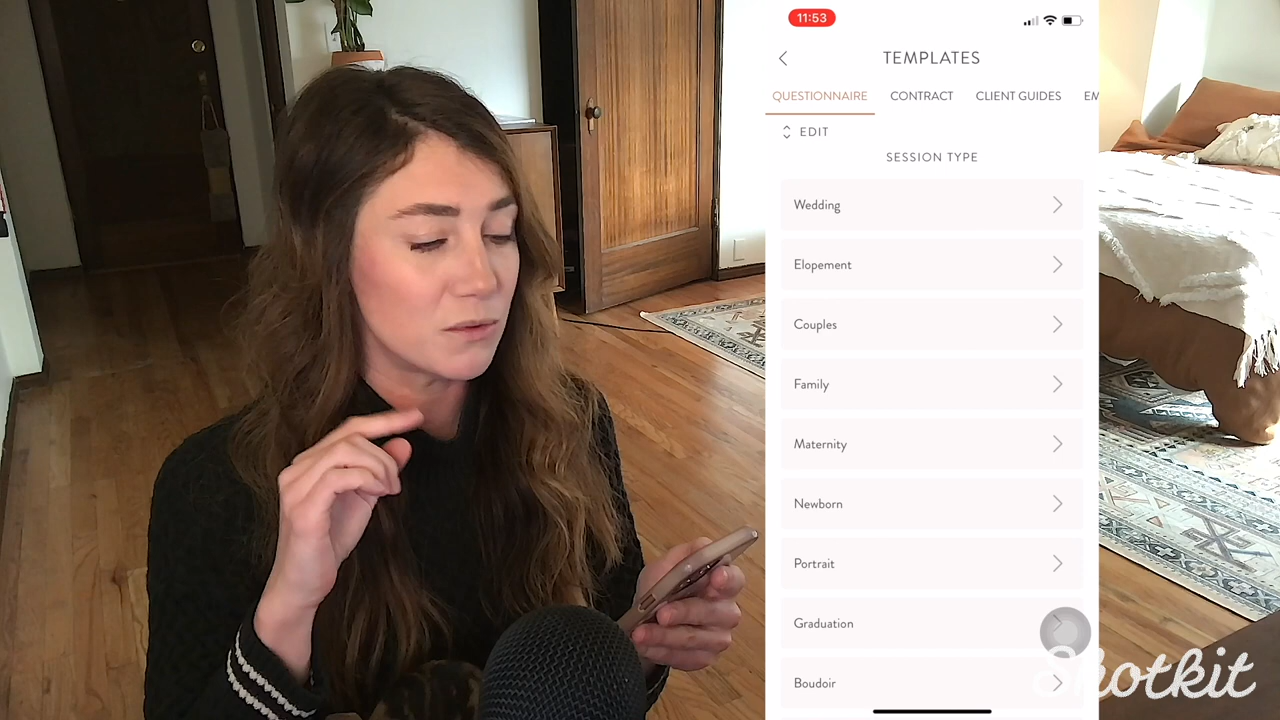 11:53
TEMPLATES
QUESTIONNAIRE CONTRACT CLIENT GUIDES EM
EDIT
SESSION TYPE
Wedding
Elopement
Couples
Family
Maternity
Newborn
Portrait
Graduation
Boudoir
Shotkit